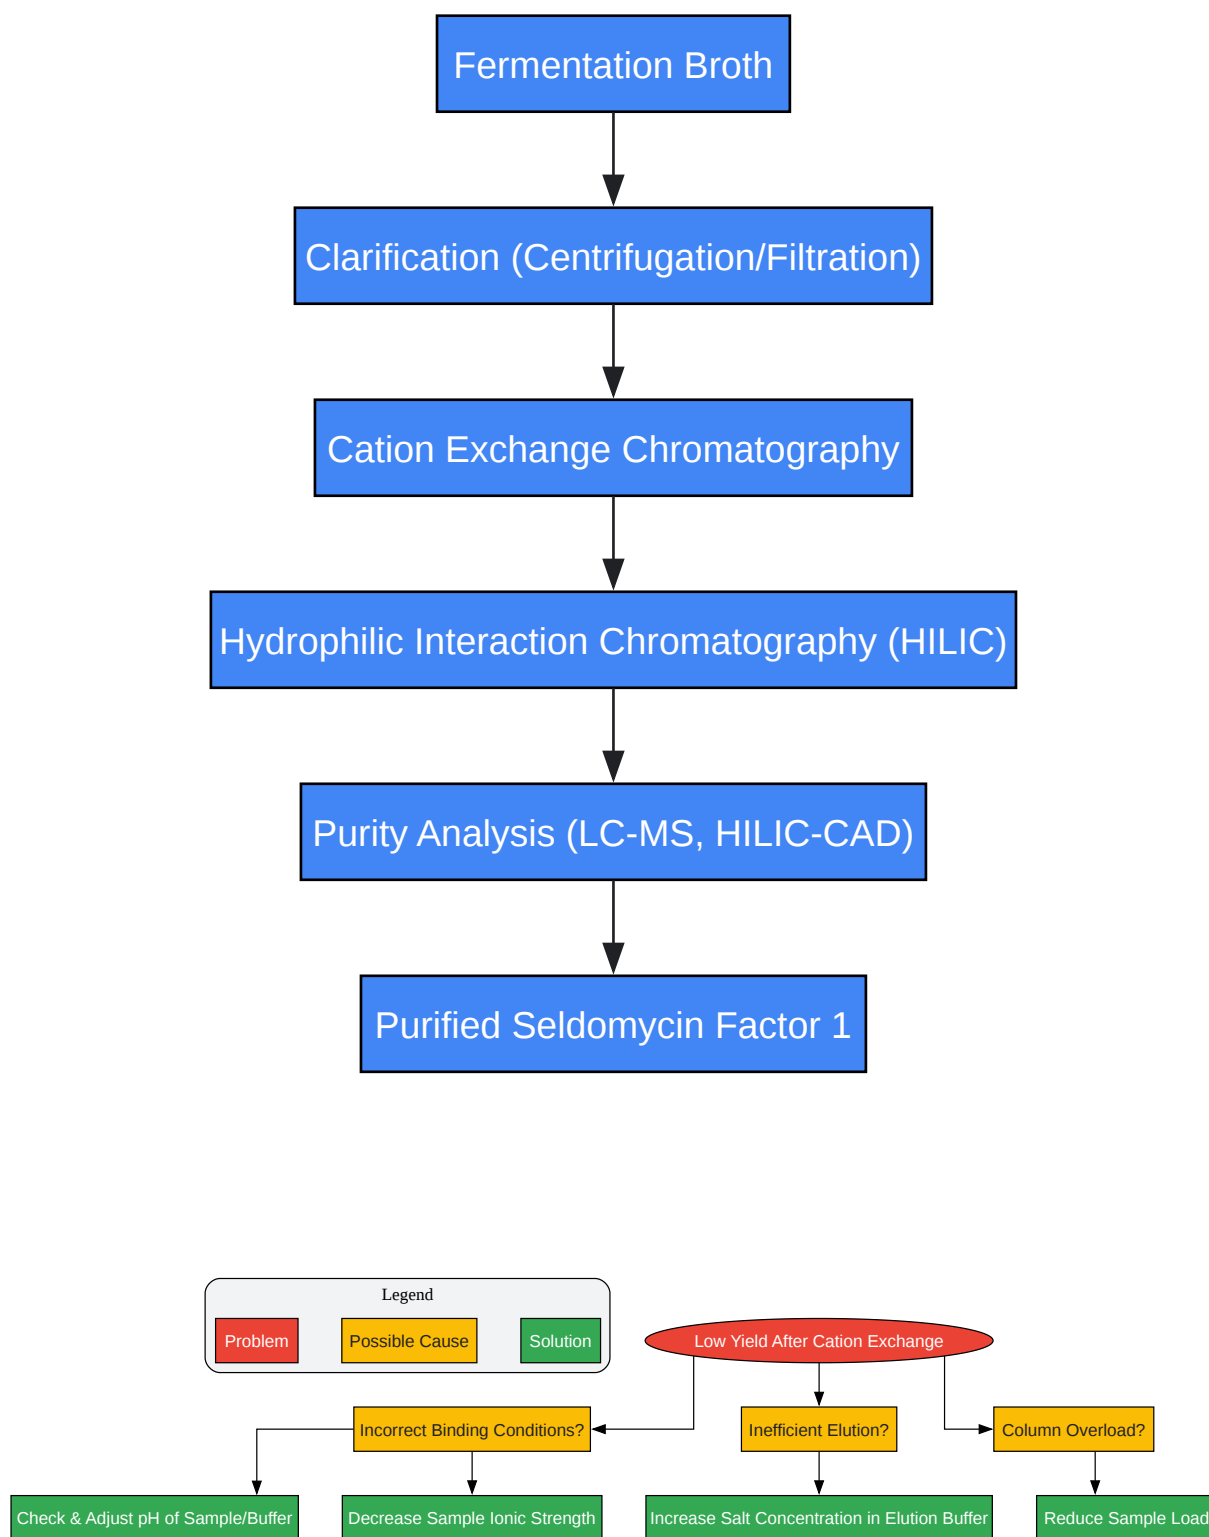 Fermentation Broth
Clarification (Centrifugation/Filtration)
Cation Exchange Chromatography
Hydrophilic Interaction Chromatography (HILIC)
Purity Analysis (LC-MS, HILIC-CAD)
Purified Seldomycin Factor 1
Legend
Problem
Possible Cause
Solution
Low Yield After Cation Exchange
Incorrect Binding Conditions?
Inefficient Elution?
Column Overload?
Check & Adjust pH of Sample/Buffer
Decrease Sample Ionic Strength
Increase Salt Concentration in Elution Buffer
Reduce Sample Load